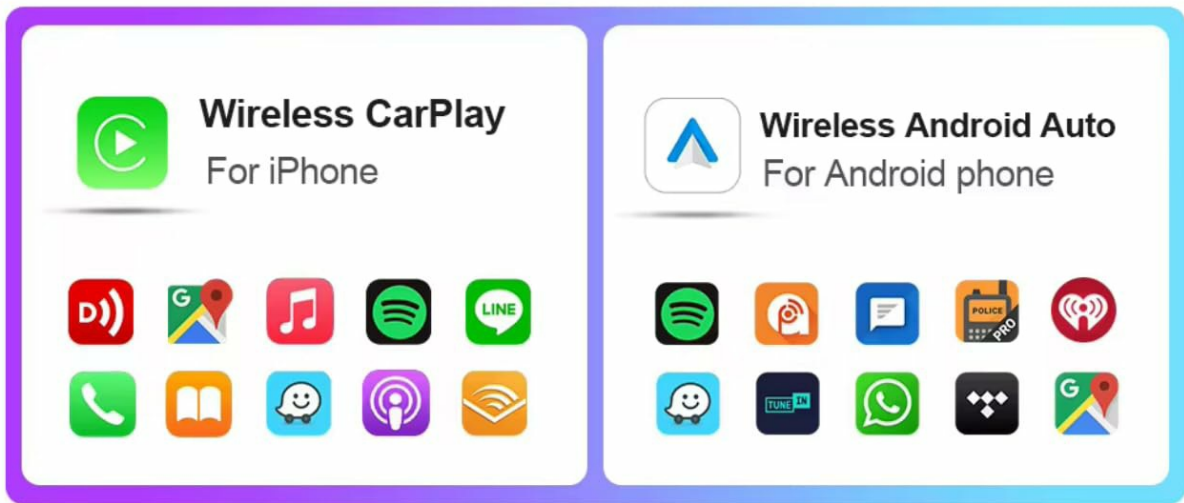 Wireless CarPlay
For iPhone
D
G
LINE
Wireless Android Auto
For Android phone
POLICE
PRO
TUNE IN
G